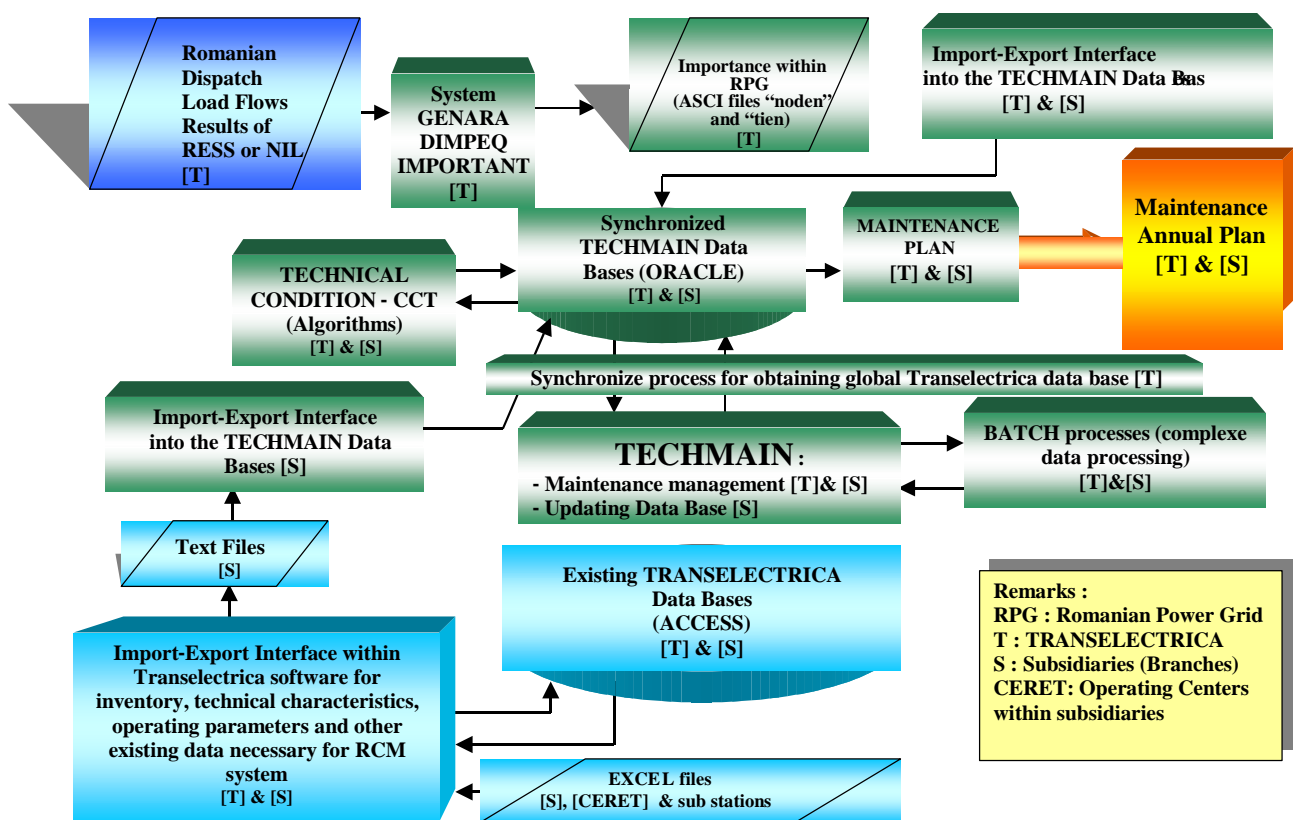 Romanian
Dispatch
Load Flows
Results of
RESS or NIL
[T]
System
GENARA
DIMPEQ
IMPORTANT
[T]
Importance within
RPG
(ASCI files “noden”
and “tien)
[T]
Import-Export Interface
into the TECHMAIN Data Bas
[T] & [S]
Synchronized
TECHMAIN Data
Bases (ORACLE)
[T] & [S]
MAINTENANCE
PLAN
[T] & [S]
Maintenance
Annual Plan
[T] & [S]
TECHNICAL
CONDITION - CCT
(Algorithms)
[T] & [S]
Synchronize process for obtaining global Transelectrica data base [T]
Import-Export Interface
into the TECHMAIN Data
Bases [S]
TECHMAIN :
- Maintenance management [T]& [S]
- Updating Data Base [S]
BATCH processes (complexe
data processing)
[T]&[S]
Text Files
[S]
Existing TRANSELECTRICA
Data Bases
(ACCESS)
[T] & [S]
Import-Export Interface within
Transelectrica software for
inventory, technical characteristics,
operating parameters and other
existing data necessary for RCM
system
[T] & [S]
EXCEL files
[S], [CERET] & sub stations
Remarks :
RPG : Romanian Power Grid
T : TRANSELECTRICA
S : Subsidiaries (Branches)
CERET: Operating Centers
within subsidiaries